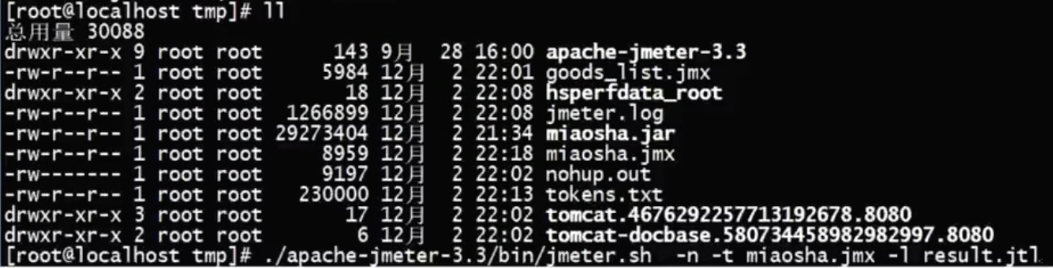 [root@localhost tmp]# ll
总用量 30088
drwxr-xr-x 9 root root      143 9月  28 16:00 apache-jmeter-3.3
-rw-r--r-- 1 root root     5984 12月  2 22:01 goods_list.jmx
drwxr-xr-x 2 root root       18 12月  2 22:08 hsperfdata_root
-rw-r--r-- 1 root root  1266899 12月  2 22:08 jmeter.log
-rw-r--r-- 1 root root 29273404 12月  2 21:34 miaosha.jar
-rw-r--r-- 1 root root     8959 12月  2 22:18 miaosha.jmx
-rw------- 1 root root     9197 12月  2 22:02 nohup.out
-rw-r--r-- 1 root root   230000 12月  2 22:13 tokens.txt
drwxr-xr-x 3 root root       17 12月  2 22:02 tomcat.4676292257713192678.8080
drwxr-xr-x 2 root root        6 12月  2 22:02 tomcat-docbase.580734458982982997.8080
[root@localhost tmp]# ./apache-jmeter-3.3/bin/jmeter.sh  -n -t miaosha.jmx -l result.jtl